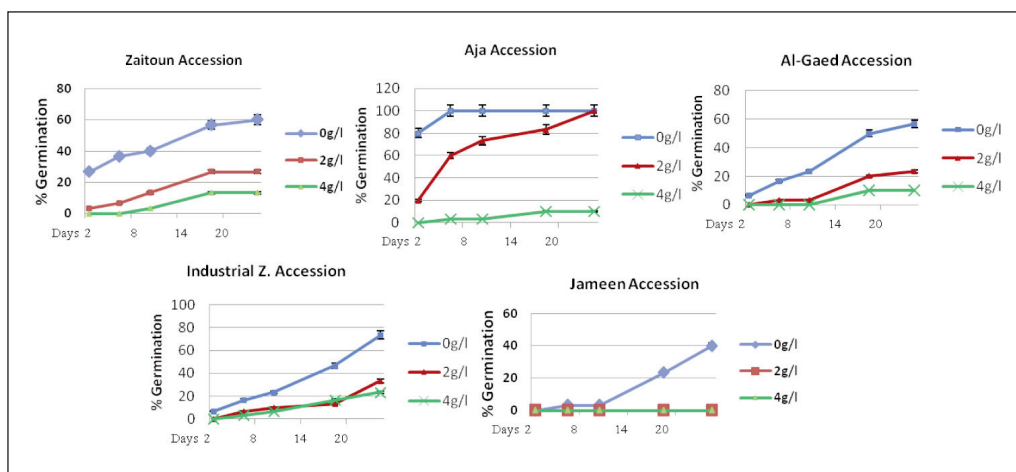 Zaitoun Accession
% Germination
80
60
40
20
0
Days 2 8 14 20
0g/l
2g/l
4g/l
Aja Accession
% Germination
120
100
80
60
40
20
0
Days 2 8 14 20
0g/l
2g/l
4g/l
Al-Gaed Accession
% Germination
80
60
40
20
0
Days 2 8 14 20
0g/l
2g/l
4g/l
Industrial Z. Accession
% Germination
100
80
60
40
20
0
Days 2 8 14 20
0g/l
2g/l
4g/l
Jameen Accession
% Germination
60
40
20
0
Days 2 8 14 20
0g/l
2g/l
4g/l